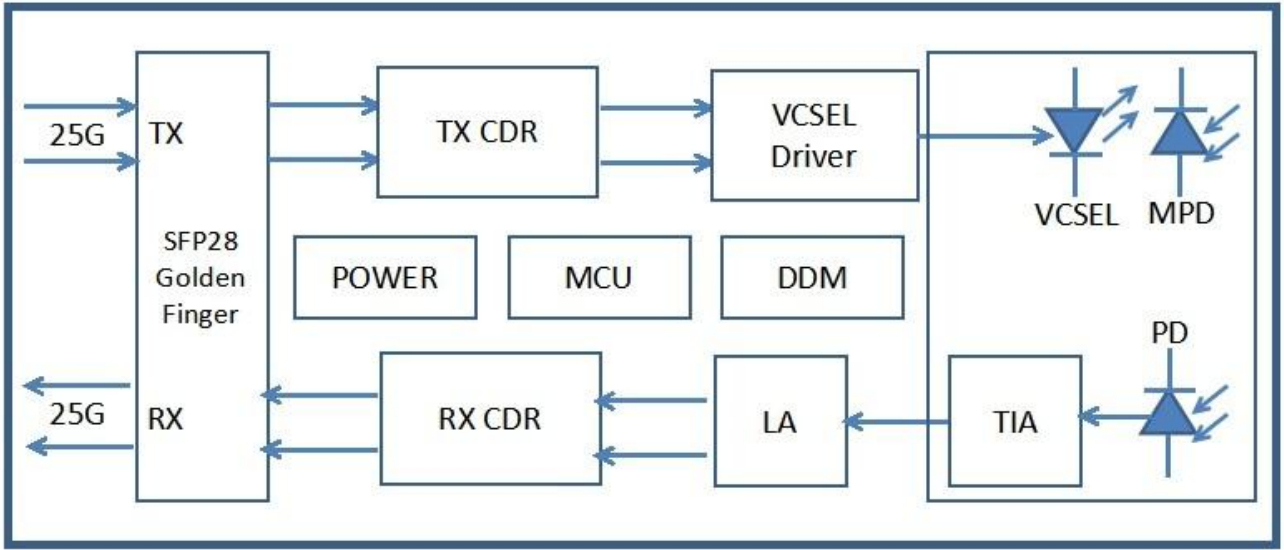 25G
TX
TX CDR
VCSEL
Driver
VCSEL
MPD
SFP28
Golden
Finger
POWER
MCU
DDM
PD
25G
RX
RX CDR
LA
TIA